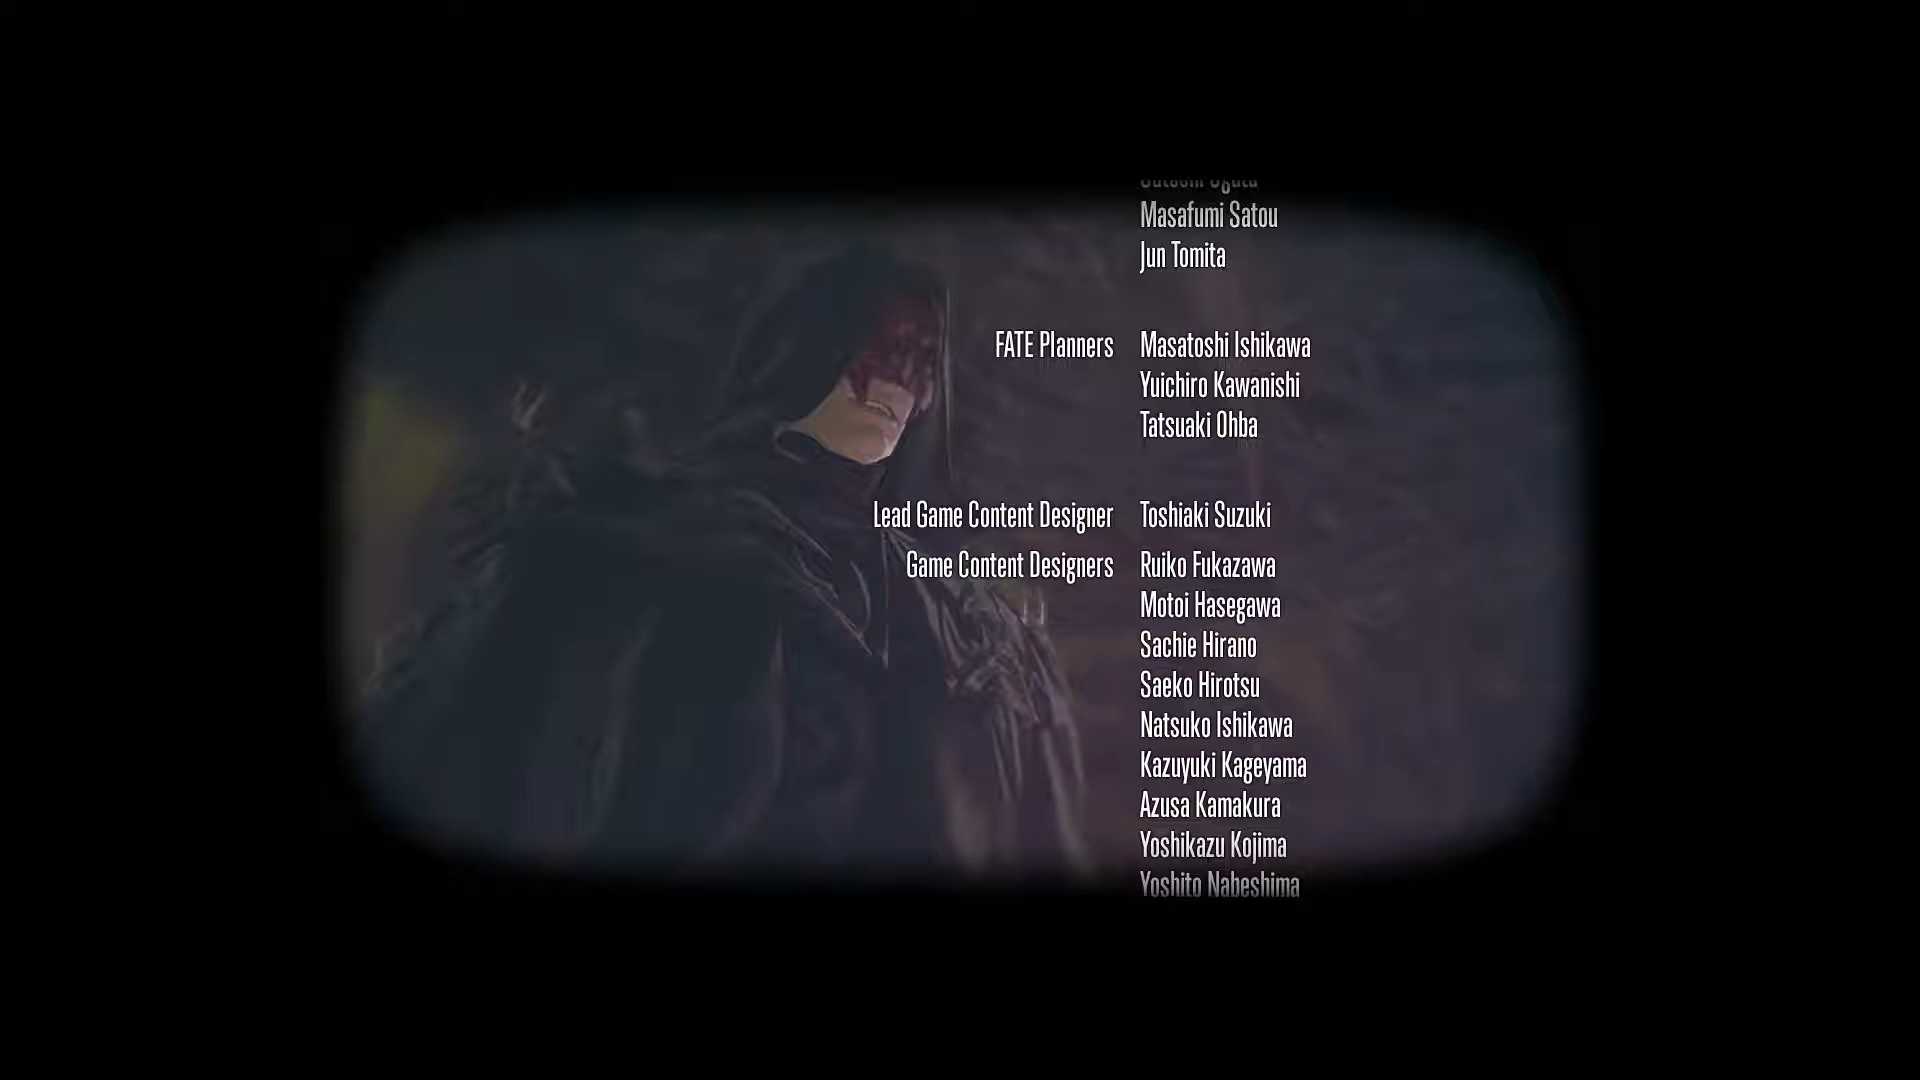 Masafumi Satou
Jun Tomita
FATE Planners Masatoshi Ishikawa
Yuichiro Kawanishi
Tatsuaki Ohba
Lead Game Content Designer Toshiaki Suzuki
Game Content Designers Ruiko Fukazawa
Motoi Hasegawa
Sachie Hirano
Saeko Hirotsu
Natsuko Ishikawa
Kazuyuki Kageyama
Azusa Kamakura
Yoshikazu Kojima
Yoshito Nabeshima